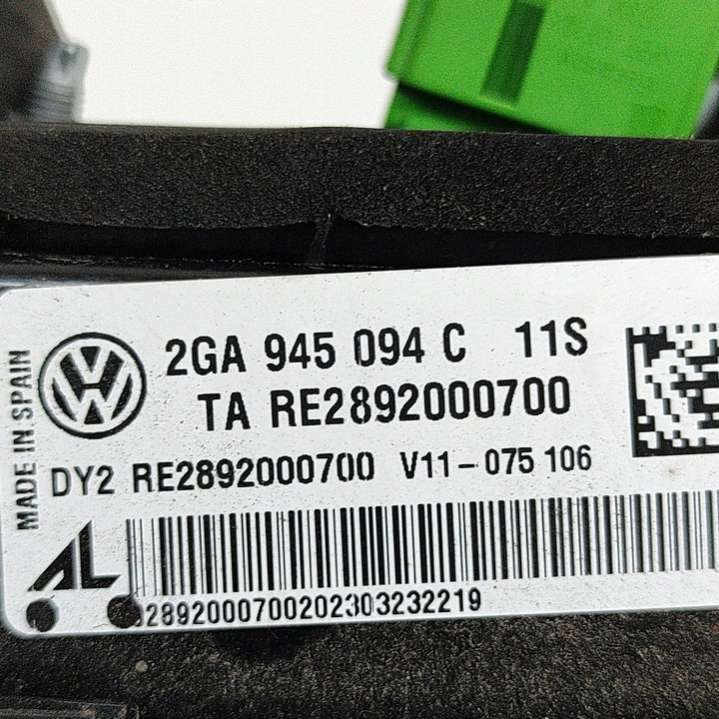 MADE IN SPAIN
2GA 945 094 C 11S
TA RE2892000700
DY2 RE2892000700 V11-075 106
AL
2892000700202303232219